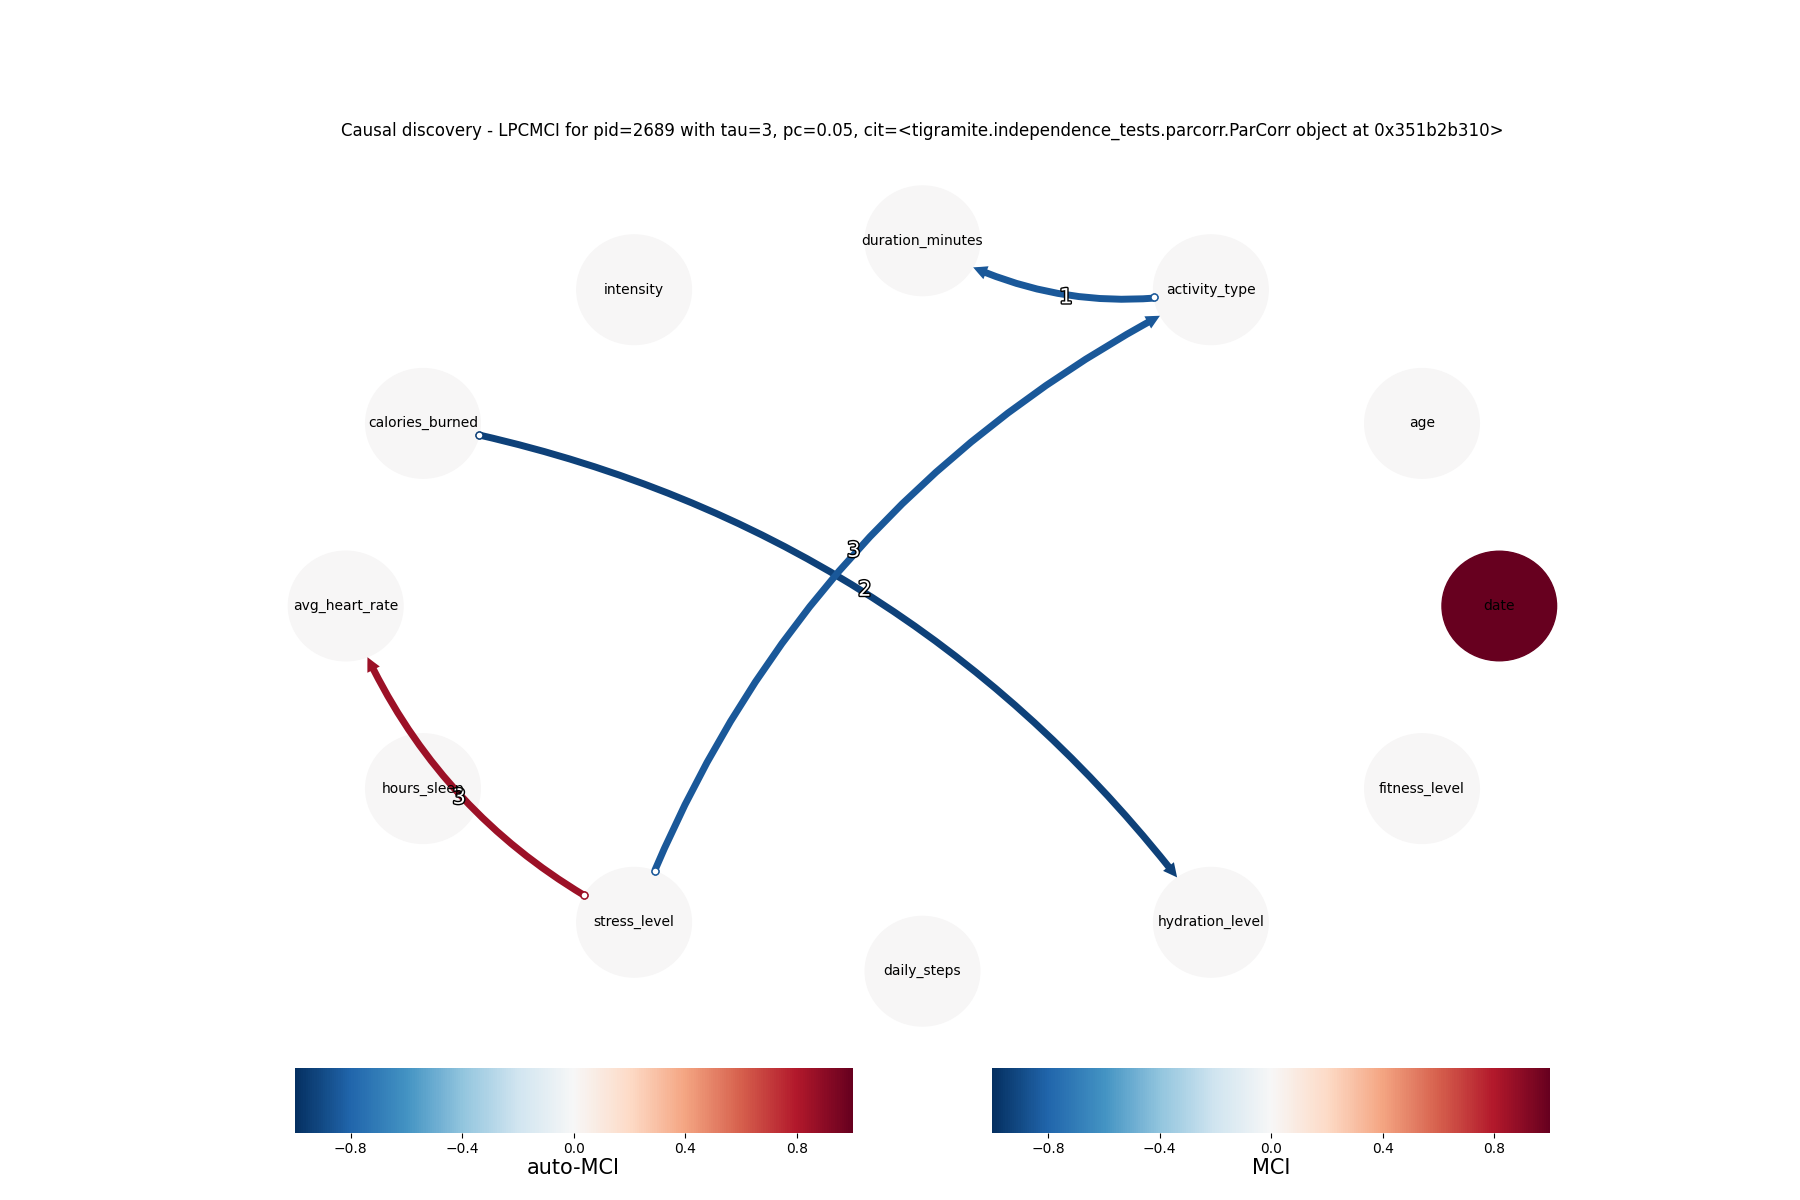 Causal discovery - LPCMCI for pid=2689 with tau=3, pc=0.05, cit=<tigramite.independence_tests.parcorr.ParCorr object at 0x351b2b310>
duration_minutes
intensity
activity_type
1
calories_burned
age
3
2
avg_heart_rate
date
hours_sleep
3
fitness_level
stress_level
hydration_level
daily_steps
−0.8 −0.4 0.0 0.4 0.8
auto-MCI
−0.8 −0.4 0.0 0.4 0.8
MCI